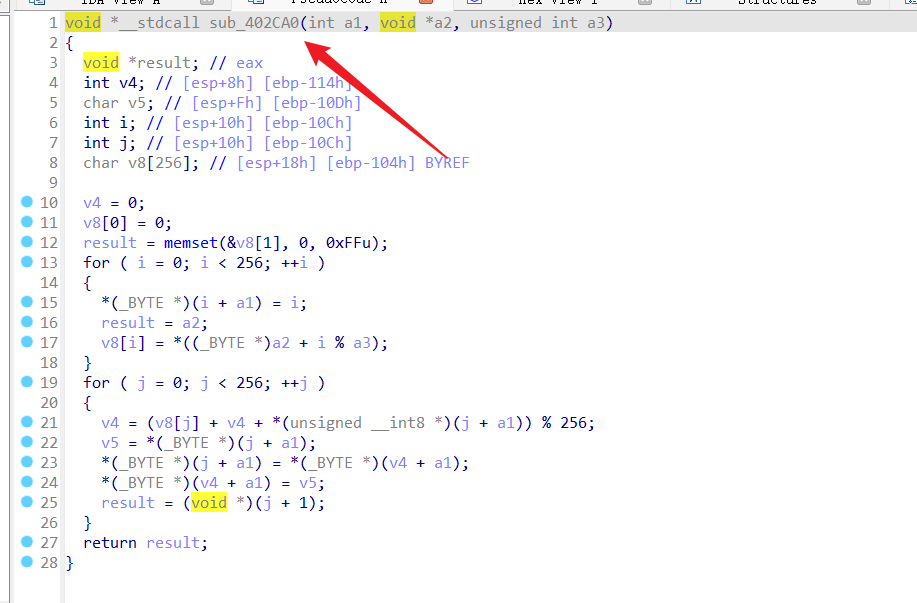 IDA View-A Pseudocode-A Hex View-1 Structures
1 void *__stdcall sub_402CA0(int a1, void *a2, unsigned int a3)
2 {
3 void *result; // eax
4 int v4; // [esp+8h] [ebp-114h]
5 char v5; // [esp+Fh] [ebp-10Dh]
6 int i; // [esp+10h] [ebp-10Ch]
7 int j; // [esp+10h] [ebp-10Ch]
8 char v8[256]; // [esp+18h] [ebp-104h] BYREF
9
10 v4 = 0;
11 v8[0] = 0;
12 result = memset(&v8[1], 0, 0xFFu);
13 for ( i = 0; i < 256; ++i )
14 {
15 *(_BYTE *)(i + a1) = i;
16 result = a2;
17 v8[i] = *((_BYTE *)a2 + i % a3);
18 }
19 for ( j = 0; j < 256; ++j )
20 {
21 v4 = (v8[j] + v4 + *(unsigned __int8 *)(j + a1)) % 256;
22 v5 = *(_BYTE *)(j + a1);
23 *(_BYTE *)(j + a1) = *(_BYTE *)(v4 + a1);
24 *(_BYTE *)(v4 + a1) = v5;
25 result = (void *)(j + 1);
26 }
27 return result;
28 }